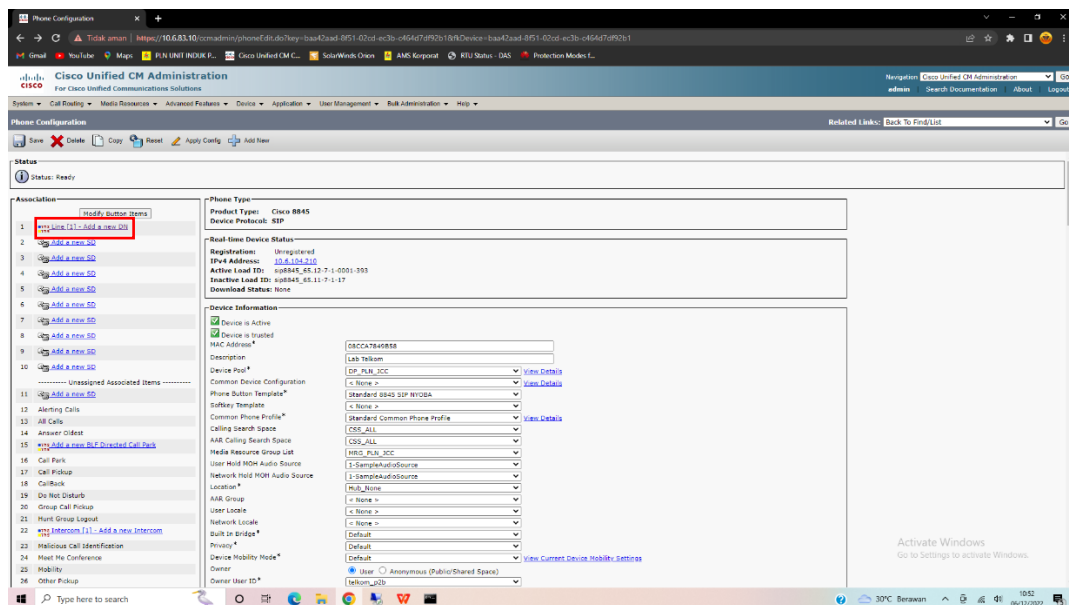 Phone Configuration
Tidak aman | https://10.6.83.10/ccmadmin/phoneEdit.do?key=baa42aad-8f51-02cd-ec3b-c464d7df92b1&fkDevice=baa42aad-8f51-02cd-ec3b-c464d7df92b1
Gmail YouTube Maps PLN UNIT INDUK P... Cisco Unified CM C... SolarWinds Orion AMS Korporat RTU Status - DAS Protection Modes f...
cisco Cisco Unified CM Administration
For Cisco Unified Communications Solutions
Navigation Cisco Unified CM Administration Go
admin Search Documentation About Logout
System Call Routing Media Resources Advanced Features Device Application User Management Bulk Administration Help
Phone Configuration
Related Links: Back To Find/List Go
Save Delete Copy Reset Apply Config Add New
Status
Status: Ready
Association
Modify Button Items
1 Line [1] - Add a new DN
2 Add a new SD
3 Add a new SD
4 Add a new SD
5 Add a new SD
6 Add a new SD
7 Add a new SD
8 Add a new SD
9 Add a new SD
10 Add a new SD
---------- Unassigned Associated Items ----------
11 Add a new SD
12 Alerting Calls
13 All Calls
14 Answer Oldest
15 Add a new BLF Directed Call Park
16 Call Park
17 Call Pickup
18 CallBack
19 Do Not Disturb
20 Group Call Pickup
21 Hunt Group Logout
22 Intercom [1] - Add a new Intercom
23 Malicious Call Identification
24 Meet Me Conference
25 Mobility
26 Other Pickup
Phone Type
Product Type: Cisco 8845
Device Protocol: SIP
Real-time Device Status
Registration: Unregistered
IPv4 Address: 10.6.104.210
Active Load ID: sip8845_65.12-7-1-0001-393
Inactive Load ID: sip8845_65.11-7-1-17
Download Status: None
Device Information
Device is Active
Device is trusted
MAC Address* 08CCA7849B58
Description Lab Telkom
Device Pool* DP_PLN_JCC View Details
Common Device Configuration < None > View Details
Phone Button Template* Standard 8845 SIP NYOBA
Softkey Template < None >
Common Phone Profile* Standard Common Phone Profile View Details
Calling Search Space CSS_ALL
AAR Calling Search Space CSS_ALL
Media Resource Group List MRG_PLN_JCC
User Hold MOH Audio Source 1-SampleAudioSource
Network Hold MOH Audio Source 1-SampleAudioSource
Location* Hub_None
AAR Group < None >
User Locale < None >
Network Locale < None >
Built In Bridge* Default
Privacy* Default
Device Mobility Mode* Default View Current Device Mobility Settings
Owner User Anonymous (Public/Shared Space)
Owner User ID* telkom_p2b
Activate Windows
Go to Settings to activate Windows.
Type here to search
30°C Berawan
10:52
06/12/2022